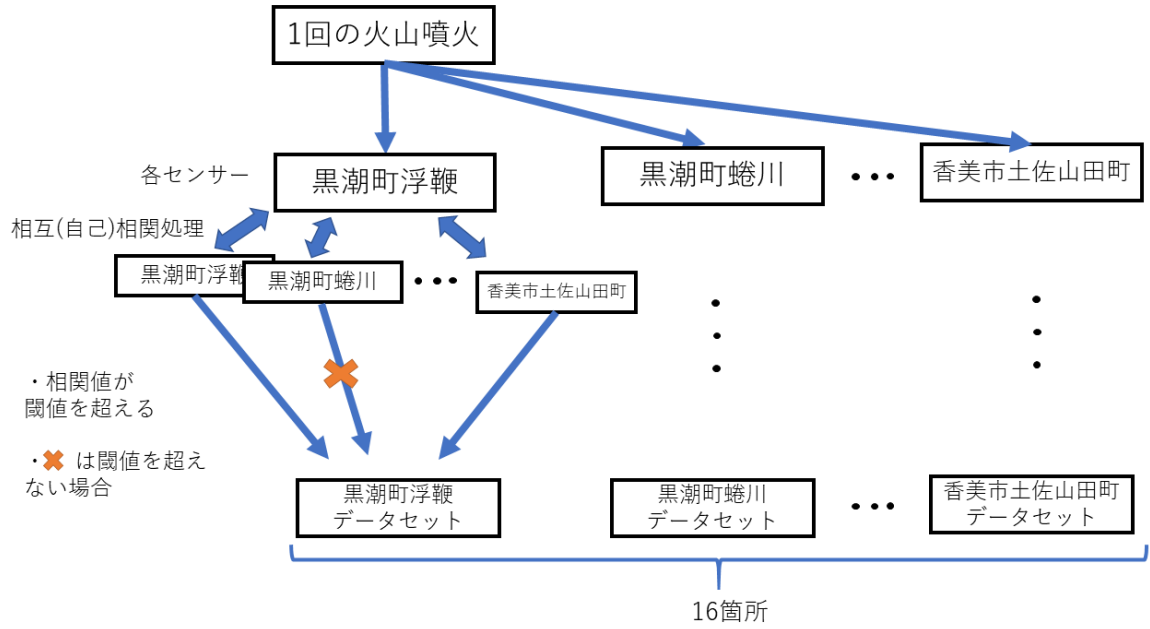 1回の火山噴火
各センサー
黒潮町浮鞭
黒潮町蜷川
・・・
香美市土佐山田町
相互(自己)相関処理
黒潮町浮鞭
黒潮町蜷川
・・・
香美市土佐山田町
・相関値が
閾値を超える
・✖ は閾値を超え
ない場合
黒潮町浮鞭
データセット
黒潮町蜷川
データセット
・・・
香美市土佐山田町
データセット
16箇所